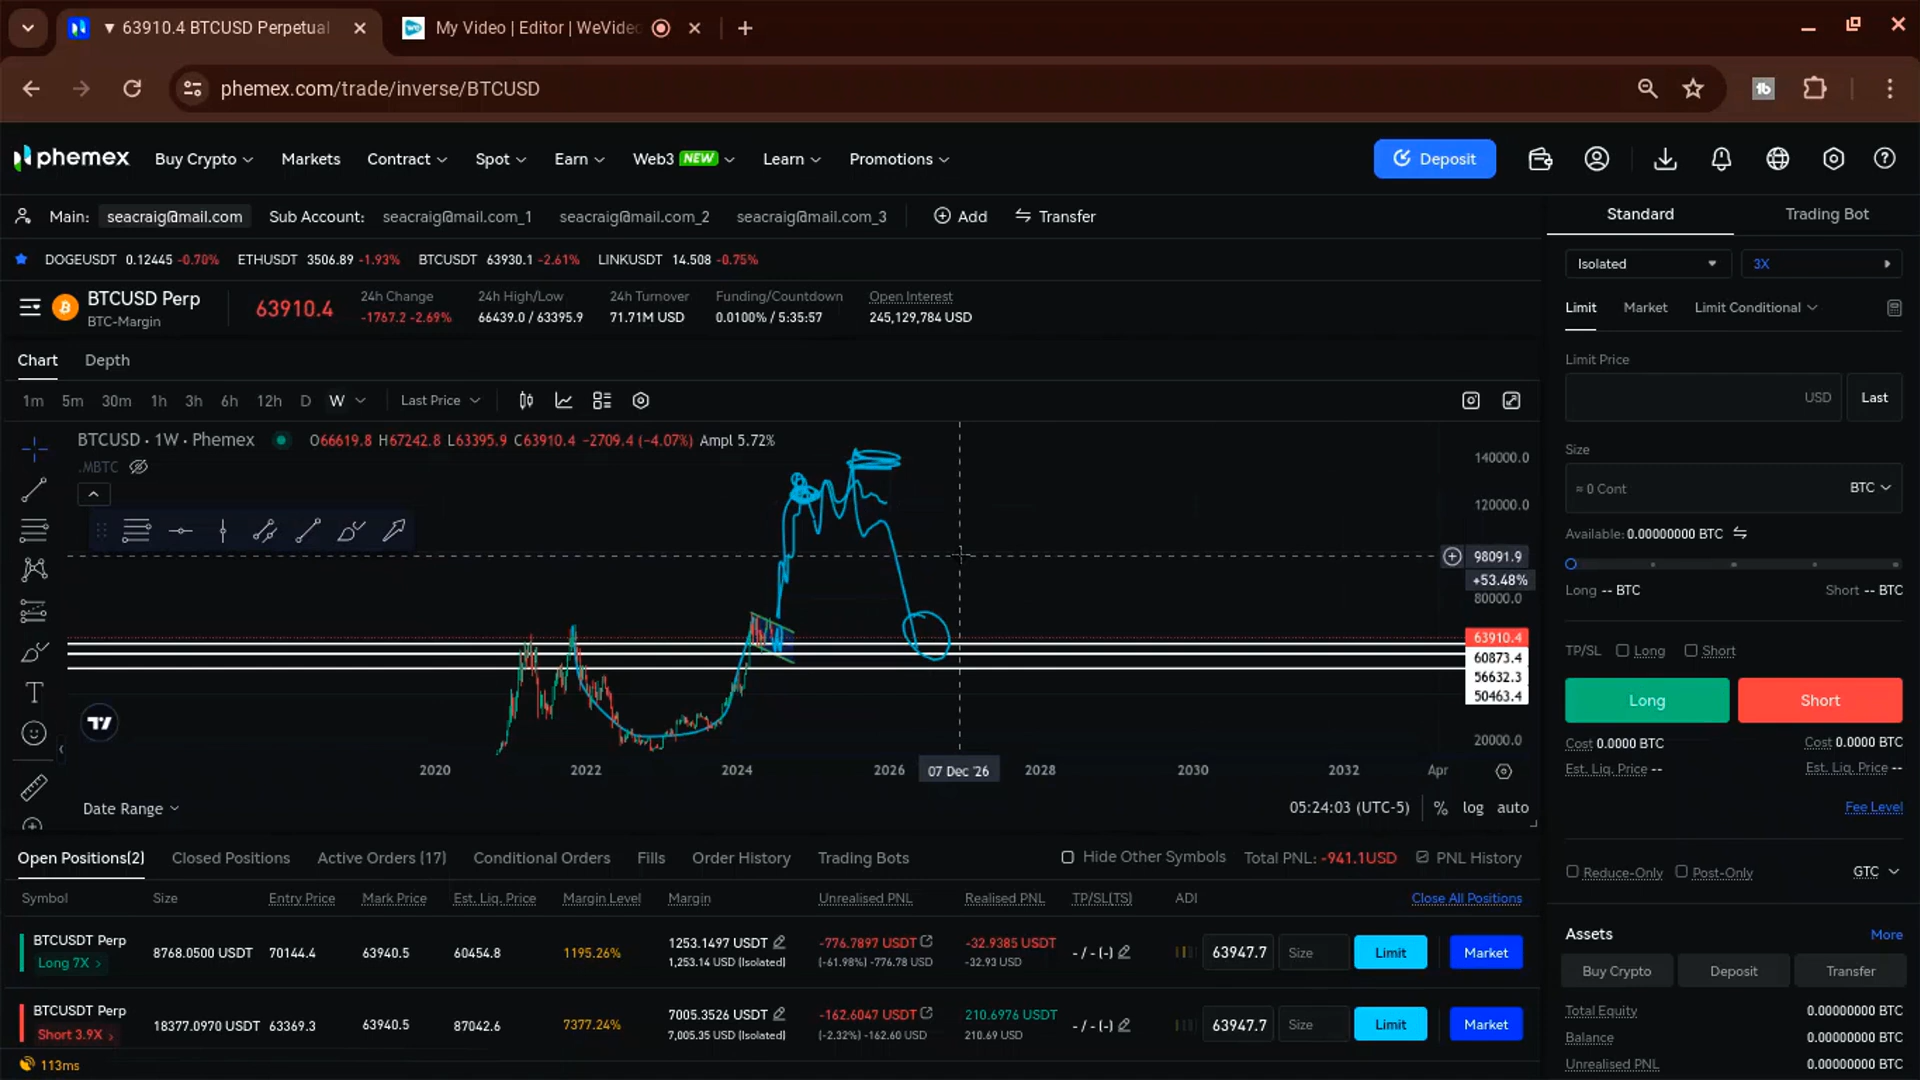 ▼ 63910.4 BTCUSD Perpetual
My Video | Editor | WeVideo
phemex.com/trade/inverse/BTCUSD
phemex
Buy Crypto
Markets
Contract
Spot
Earn
Web3 NEW
Learn
Promotions
Deposit
Main: seacraig@mail.com Sub Account: seacraig@mail.com_1 seacraig@mail.com_2 seacraig@mail.com_3 Add Transfer
DOGEUSDT 0.12445 -0.70% ETHUSDT 3506.89 -1.93% BTCUSDT 63930.1 -2.61% LINKUSDT 14.508 -0.75%
BTCUSD Perp
BTC-Margin
63910.4
24h Change
-1767.2 -2.69%
24h High/Low
66439.0 / 63395.9
24h Turnover
71.71M USD
Funding/Countdown
0.0100% / 5:35:57
Open Interest
245,129,784 USD
Chart Depth
1m 5m 30m 1h 3h 6h 12h D W Last Price
BTCUSD · 1W · Phemex O66619.8 H67242.8 L63395.9 C63910.4 -2709.4 (-4.07%) Ampl 5.72%
.MBTC
140000.0
120000.0
98091.9
+53.48%
80000.0
63910.4
60873.4
56632.3
50463.4
20000.0
2020 2022 2024 2026 07 Dec '26 2028 2030 2032 Apr
Date Range
05:24:03 (UTC-5) % log auto
Standard Trading Bot
Isolated 3X
Limit Market Limit Conditional
Limit Price
USD Last
Size
≈ 0 Cont BTC
Available: 0.00000000 BTC
Long -- BTC Short -- BTC
TP/SL Long Short
Long Short
Cost 0.0000 BTC Cost 0.0000 BTC
Est. Liq. Price -- Est. Liq. Price --
Fee Level
Reduce-Only Post-Only GTC
Assets More
Buy Crypto Deposit Transfer
Total Equity 0.00000000 BTC
Balance 0.00000000 BTC
Unrealised PNL 0.00000000 BTC
Open Positions(2) Closed Positions Active Orders (17) Conditional Orders Fills Order History Trading Bots Hide Other Symbols Total PNL: -941.1USD PNL History
Symbol Size Entry Price Mark Price Est. Liq. Price Margin Level Margin Unrealised PNL Realised PNL TP/SL(TS) ADI Close All Positions
BTCUSDT Perp
Long 7X >
8768.0500 USDT 70144.4 63940.5 60454.8 1195.26%
1253.1497 USDT
1,253.14 USD (Isolated)
-776.7897 USDT
(-61.98%) -776.78 USD
-32.9385 USDT
-32.93 USD
- / - (-) 63947.7 Size Limit Market
BTCUSDT Perp
Short 3.9X >
18377.0970 USDT 63369.3 63940.5 87042.6 7377.24%
7005.3526 USDT
7,005.35 USD (Isolated)
-162.6047 USDT
(-2.32%) -162.60 USD
210.6976 USDT
210.69 USD
- / - (-) 63947.7 Size Limit Market
113ms